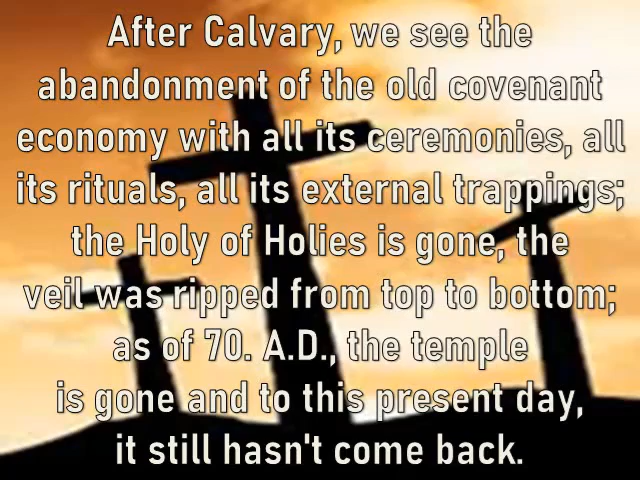 After Calvary, we see the
abandonment of the old covenant
economy with all its ceremonies, all
its rituals, all its external trappings;
the Holy of Holies is gone, the
veil was ripped from top to bottom;
as of 70. A.D., the temple
is gone and to this present day,
it still hasn't come back.